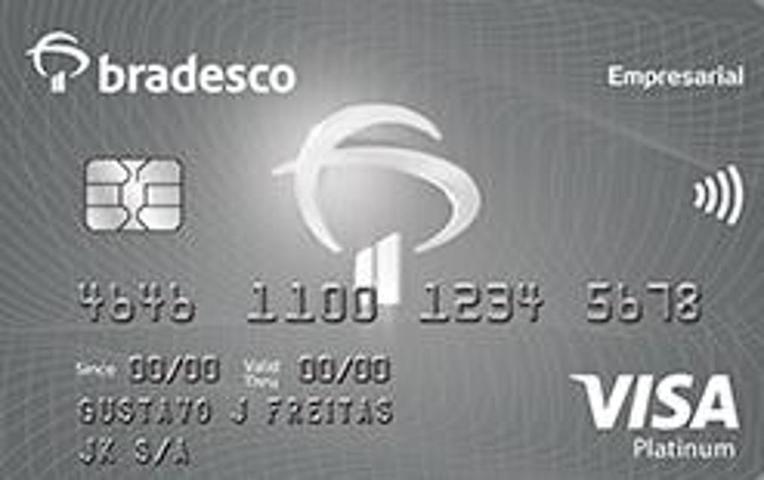 bradesco Empresarial
4646 1100 1234 5678
Since 00/00 Valid Thru 00/00
GUSTAVO J FREITAS
JK S/A
VISA
Platinum